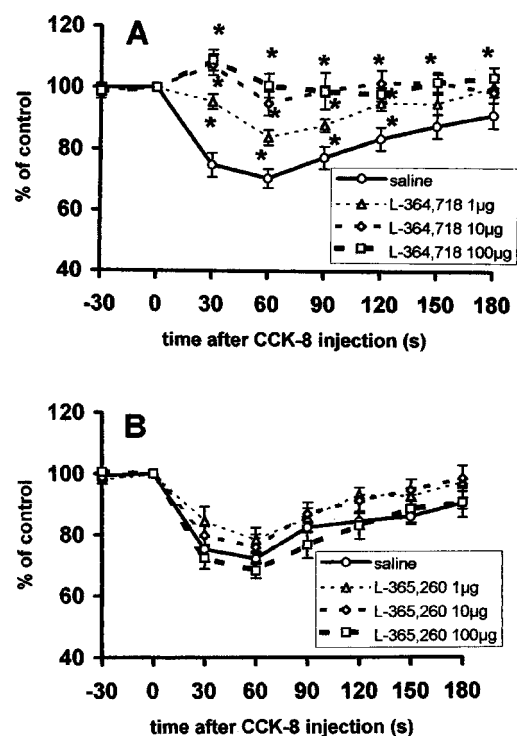 A
% of control
120
100
80
60
40
saline
L-364,718 1µg
L-364,718 10µg
L-364,718 100µg
-30 0 30 60 90 120 150 180
time after CCK-8 injection (s)
B
% of control
120
100
80
60
40
saline
L-365,260 1µg
L-365,260 10µg
L-365,260 100µg
-30 0 30 60 90 120 150 180
time after CCK-8 injection (s)